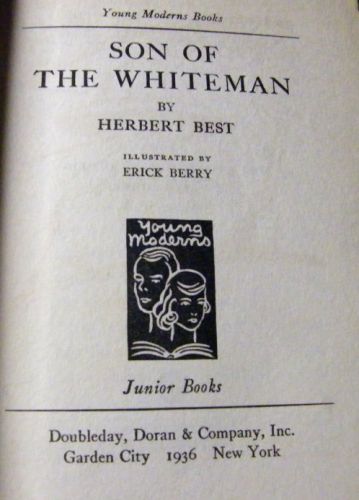 Young Moderns Books
SON OF
THE WHITEMAN
BY
HERBERT BEST
ILLUSTRATED BY
ERICK BERRY
Young
Moderns
Junior Books
Doubleday, Doran & Company, Inc.
Garden City 1936 New York